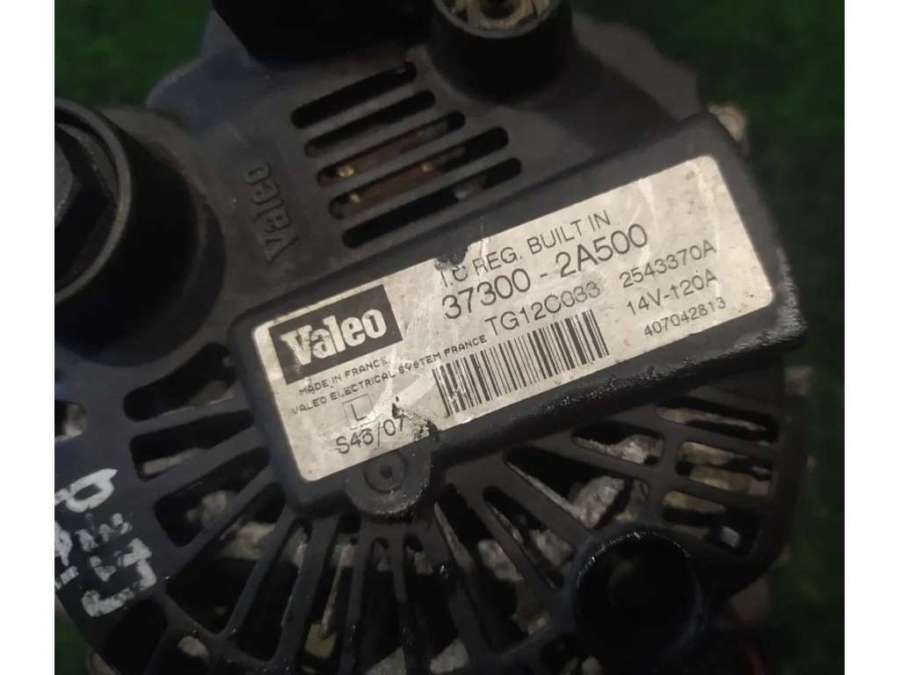 Valeo
I.C REG. BUILT IN
37300 - 2A500
TG12C083 2543370A
14V-120A
407042813
Valeo
MADE IN FRANCE
VALEO ELECTRICAL SYSTEM FRANCE
L
S43/07